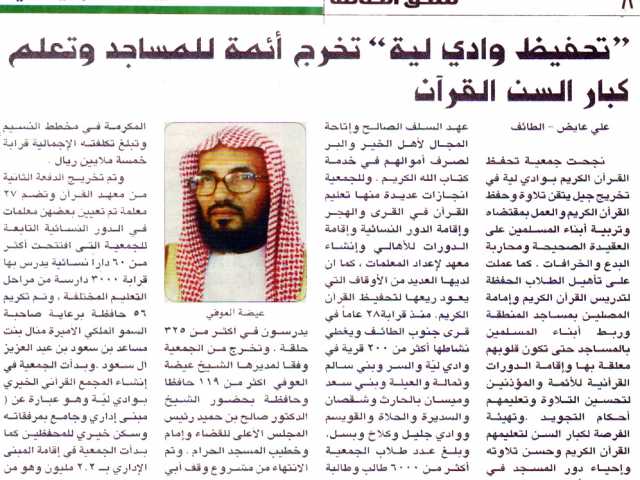 ٨
”تحفيظ وادي لية“ تخرج أئمة للمساجد وتعلم
كبار السن القرآن
علي عايض - الطائف
نجحت جمعية تحفظ
القرآن الكريم بوادي لية في
تخريج جيل يتقن تلاوة وحفظ
القرآن الكريم والعمل بمقتضاه
وتربية أبناء المسلمين على
العقيدة الصحيحة ومحاربة
البدع والخرافات . كما عملت
على تأهيل الطلاب الحفظة
لتدريس القرآن الكريم وإمامة
المصلين بمساجد المنطقة
وربط أبناء المسلمين
بالمساجد حتى تكون قلوبهم
معلقة بها وإقامة الدورات
القرآنية للأئمة والمؤذنين
لتحسين التلاوة وتعليمهم
أحكام التجويد .وتهيئة
الفرصة لكبار السن لتعليمهم
القرآن الكريم وحسن تلاوته
وإحياء دور المسجد في
عهد السلف الصالح وإتاحة
المجال لأهل الخير والبر
لصرف أموالهم في خدمة
كتاب الله الكريم . وللجمعية
انجازات عديدة منها تعليم
القرآن في القرى والهجر
وإقامة الدور النسائية وإقامة
الدورات للأهالي وإنشاء
معهد لإعداد المعلمات ، كما ان
لديها العديد من الأوقاف التي
يعود ريعها لتحفيظ القرآن
الكريم. منذ قرابة ٢٨ عاما في
قرى جنوب الطائف ويغطي
نشاطها أكثر من ٢٠٠ قرية في
وادي لية والسر وبني سالم
وثمالة والعيلة وبني سعد
وميسان بالحارث وشقصان
والسديرة والحلاة والقويسم
ووادي جليل وكلاخ وبسل،
وبلغ عدد طلاب الجمعية
أكثر من ٦٠٠٠ طالب وطالبة
عيضة العوفي
يدرسون في اكثر من ٣٢٥
حلقة . وتخرج من الجمعية
وفقا لمديرها الشيخ عيضة
العوفي اكثر من ١١٩ حافظا
وحافظة بحضور الشيخ
الدكتور صالح بن حميد رئيس
المجلس الاعلى للقضاء وإمام
وخطيب المسجد الحرام . وتم
الانتهاء من مشروع وقف أبي
المكرمة في مخطط النسيم
وتبلغ تكلفته الإجمالية قرابة
خمسة ملايين ريال .
وتم تخريج الدفعة الثانية
من معهد القرآن وتضم ٢٧
معلمة تم تعيين بعضهن معلمات
في الدور النسائية التابعة
للجمعية التى افتتحت أكثر
من ٦٠ دارا نسائية يدرس بها
قرابة ٣٠٠٠ دارسة من مراحل
التعليم المختلفة ، وتم تكريم
٥٦ حافظة برعاية صاحبة
السمو الملكي الاميرة منال بنت
مساعد بن سعود بن عبد العزيز
ال سعود .وبدأت الجمعية في
إنشاء المجمع القرآني الخيري
بوادي لية وهو عبارة عن (
مبنى إداري وجامع بمرفقاته
وسكن خيري للمحفظين كما
بدأت الجمعية في إقامة المبنى
الإداري بـ ٢.٢ مليون وهو من